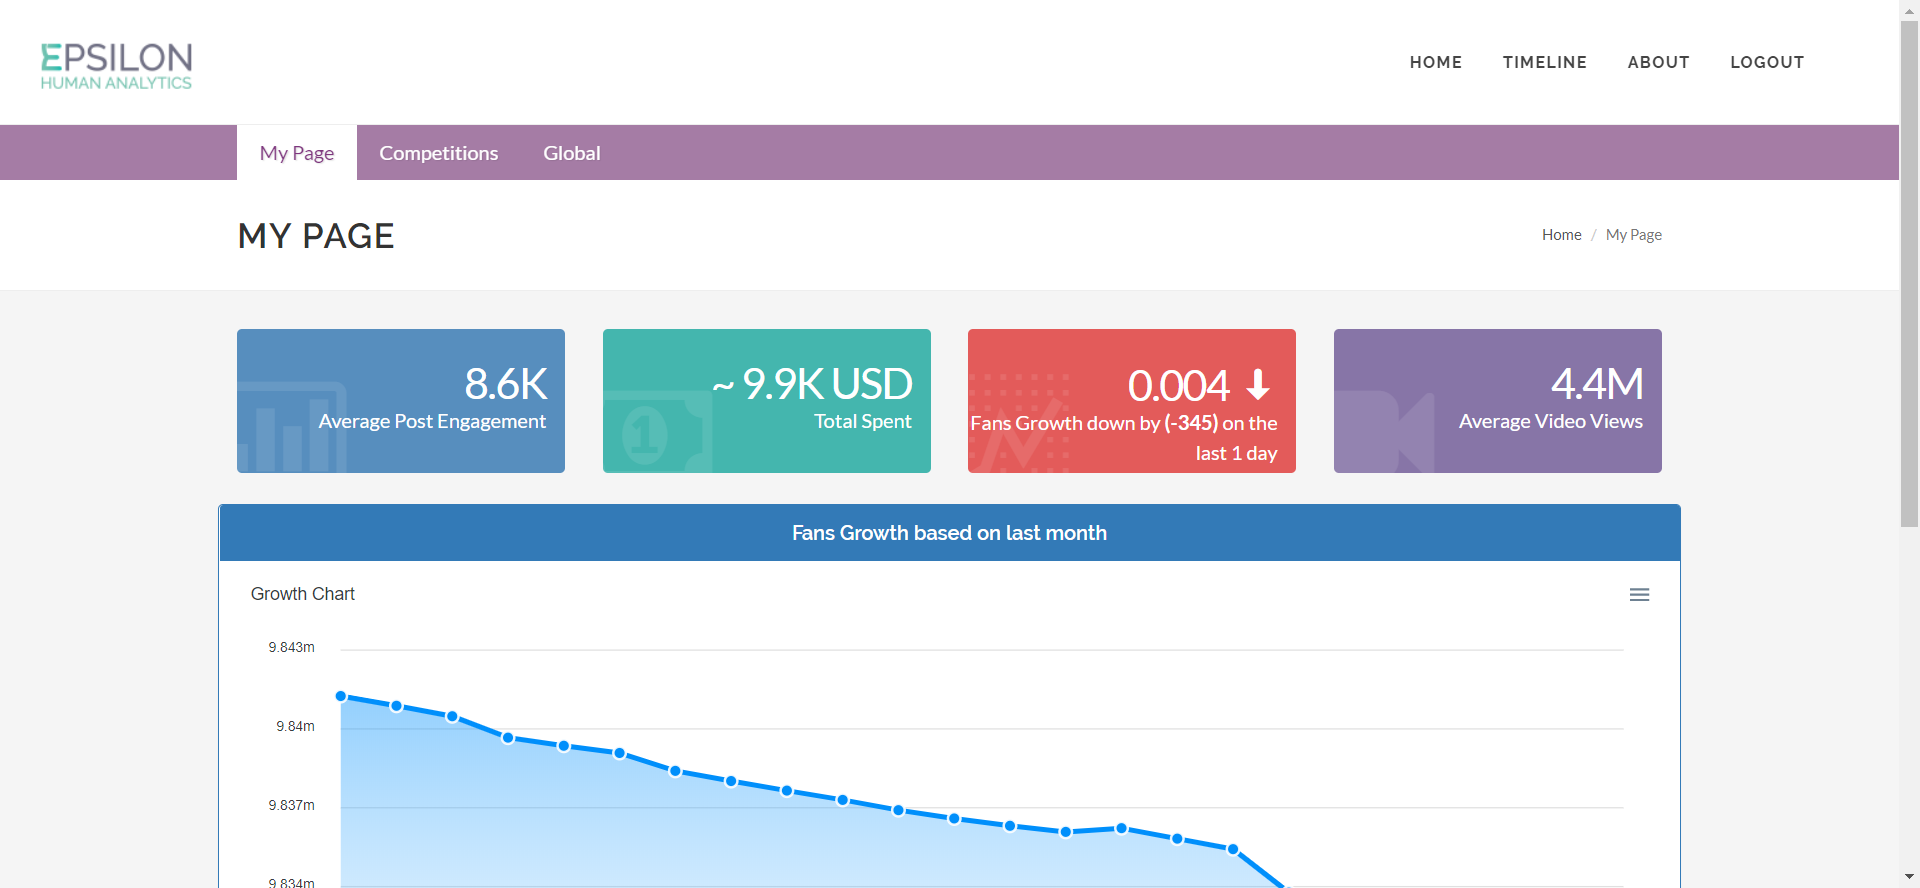 EPSILON
HUMAN ANALYTICS
HOME TIMELINE ABOUT LOGOUT
My Page Competitions Global
MY PAGE
Home / My Page
8.6K
Average Post Engagement
~ 9.9K USD
Total Spent
0.004
Fans Growth down by (-345) on the
last 1 day
4.4M
Average Video Views
Fans Growth based on last month
Growth Chart
9.843m
9.84m
9.837m
9.834m